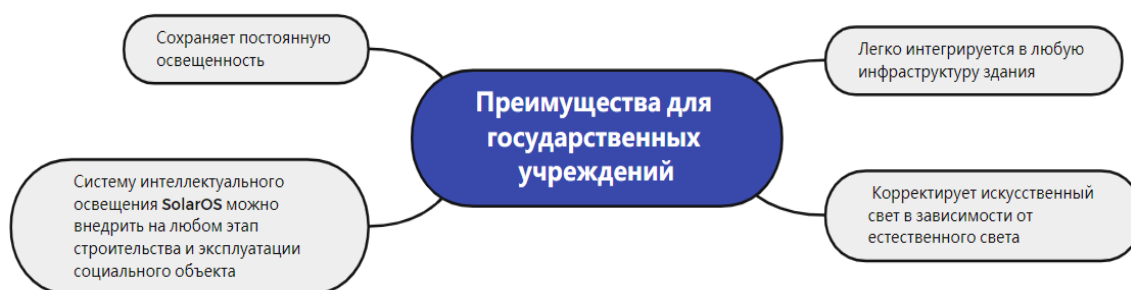 Сохраняет постоянную
освещенность
Легко интегрируется в любую
инфраструктуру здания
Преимущества для
государственных
учреждений
Систему интеллектуального
освещения SolarOS можно
внедрить на любом этап
строительства и эксплуатации
социального объекта
Корректирует искусственный
свет в зависимости от
естественного света